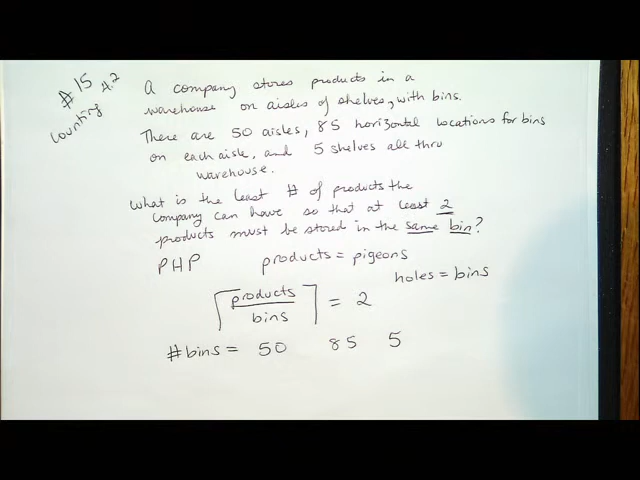 #15 4.2
counting
A company stores products in a
warehouse on aisles of shelves, with bins.
There are 50 aisles, 85 horizontal locations for bins
on each aisle, and 5 shelves all thru
warehouse.
What is the least # of products the
company can have so that at least 2
products must be stored in the same bin?
PHP products = pigeons
holes = bins
⌈products/bins⌉ = 2
#bins = 50 85 5